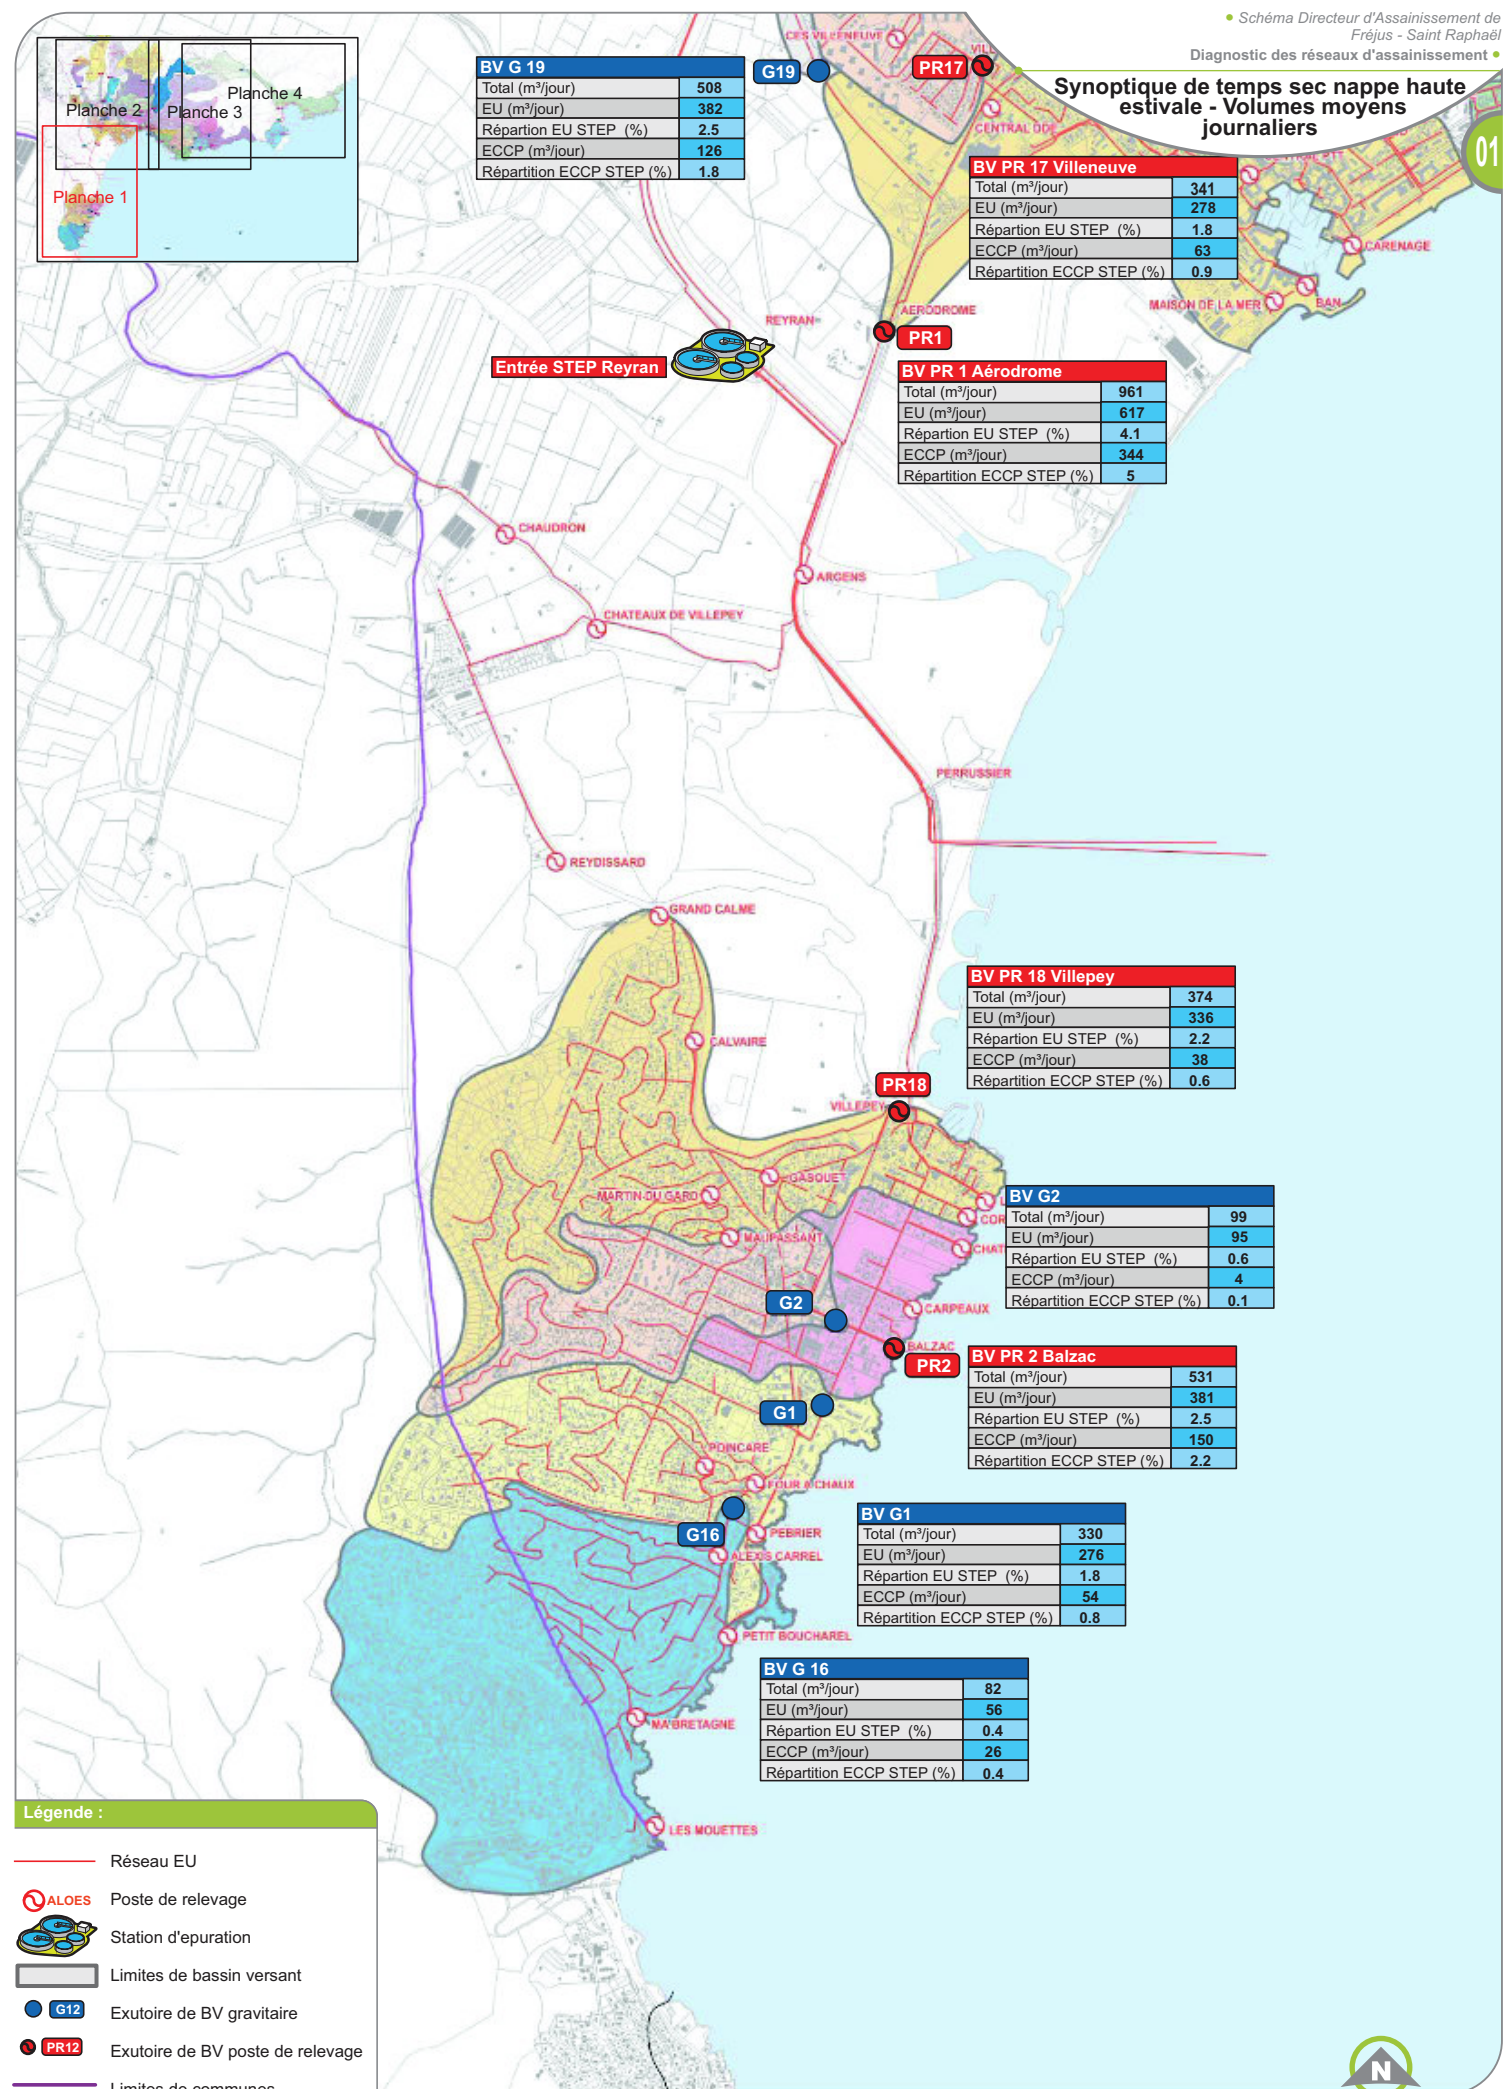 Schéma Directeur d'Assainissement de
Fréjus - Saint Raphaël
Diagnostic des réseaux d'assainissement
Synoptique de temps sec nappe haute
estivale - Volumes moyens
journaliers
01
Planche 2
Planche 3
Planche 4
Planche 1
BV G 19
Total (m³/jour) 508
EU (m³/jour) 382
Répartion EU STEP (%) 2.5
ECCP (m³/jour) 126
Répartition ECCP STEP (%) 1.8
G19
CES VILLENEUVE
PR17
CENTRAL DDE
BV PR 17 Villeneuve
Total (m³/jour) 341
EU (m³/jour) 278
Répartion EU STEP (%) 1.8
ECCP (m³/jour) 63
Répartition ECCP STEP (%) 0.9
CARENAGE
MAISON DE LA MER
BAN
AERODROME
REYRAN
PR1
Entrée STEP Reyran
BV PR 1 Aérodrome
Total (m³/jour) 961
EU (m³/jour) 617
Répartion EU STEP (%) 4.1
ECCP (m³/jour) 344
Répartition ECCP STEP (%) 5
CHAUDRON
ARGENS
CHATEAUX DE VILLEPEY
PERRUSSIER
REYDISSARD
GRAND CALME
BV PR 18 Villepey
Total (m³/jour) 374
EU (m³/jour) 336
Répartion EU STEP (%) 2.2
ECCP (m³/jour) 38
Répartition ECCP STEP (%) 0.6
CALVAIRE
PR18
VILLEPEY
GASQUET
MARTIN DU GARD
MAUPASSANT
BV G2
Total (m³/jour) 99
EU (m³/jour) 95
Répartion EU STEP (%) 0.6
ECCP (m³/jour) 4
Répartition ECCP STEP (%) 0.1
COR
CHAT
G2
CARPEAUX
BALZAC
PR2
BV PR 2 Balzac
Total (m³/jour) 531
EU (m³/jour) 381
Répartion EU STEP (%) 2.5
ECCP (m³/jour) 150
Répartition ECCP STEP (%) 2.2
G1
POINCARE
FOUR A CHAUX
G16
PEBRIER
ALEXIS CARREL
BV G1
Total (m³/jour) 330
EU (m³/jour) 276
Répartion EU STEP (%) 1.8
ECCP (m³/jour) 54
Répartition ECCP STEP (%) 0.8
PETIT BOUCHAREL
BV G 16
Total (m³/jour) 82
EU (m³/jour) 56
Répartion EU STEP (%) 0.4
ECCP (m³/jour) 26
Répartition ECCP STEP (%) 0.4
MA BRETAGNE
LES MOUETTES
Légende :
Réseau EU
ALOES Poste de relevage
Station d'epuration
Limites de bassin versant
G12 Exutoire de BV gravitaire
PR12 Exutoire de BV poste de relevage
Limites de communes
N